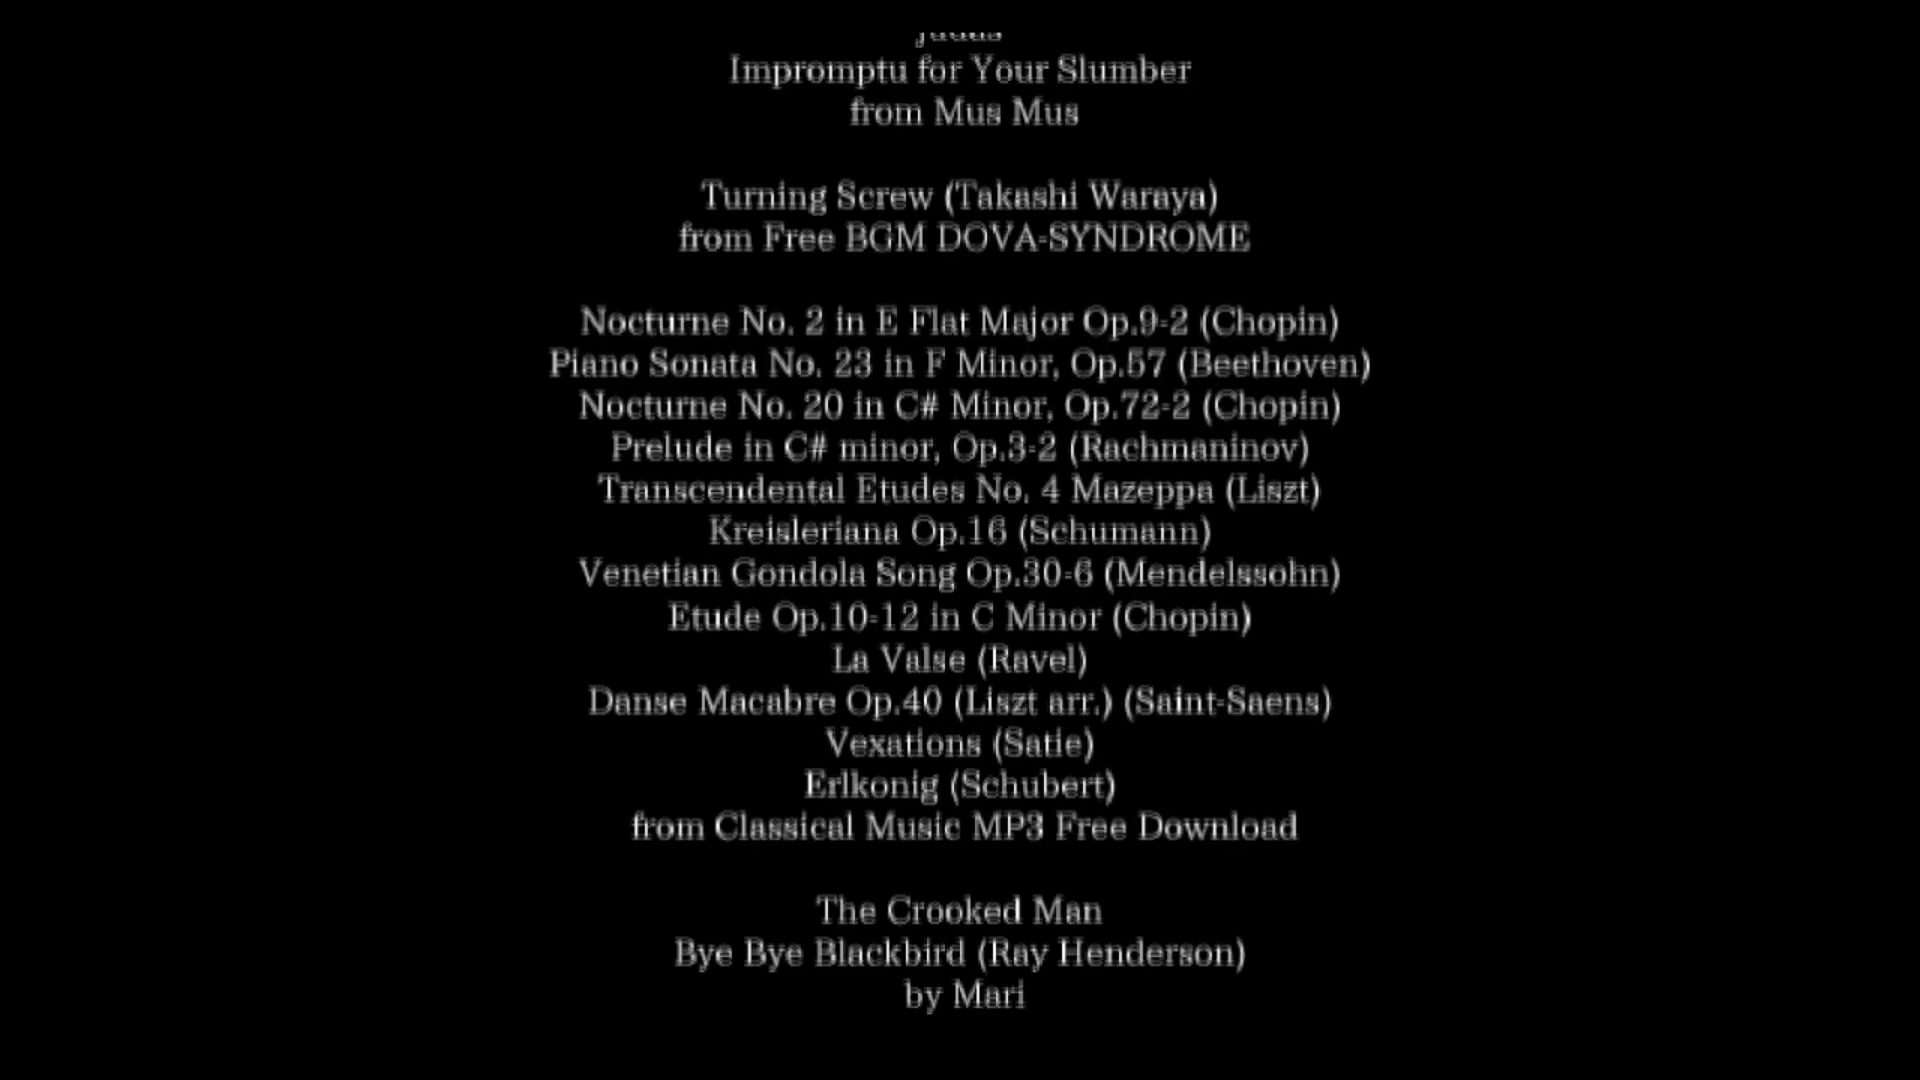 Impromptu for Your Slumber
from Mus Mus
Turning Screw (Takashi Waraya)
from Free BGM DOVA-SYNDROME
Nocturne No. 2 in E Flat Major Op.9-2 (Chopin)
Piano Sonata No. 23 in F Minor, Op.57 (Beethoven)
Nocturne No. 20 in C# Minor, Op.72-2 (Chopin)
Prelude in C# minor, Op.3-2 (Rachmaninov)
Transcendental Etudes No. 4 Mazeppa (Liszt)
Kreisleriana Op.16 (Schumann)
Venetian Gondola Song Op.30-6 (Mendelssohn)
Etude Op.10-12 in C Minor (Chopin)
La Valse (Ravel)
Danse Macabre Op.40 (Liszt arr.) (Saint-Saens)
Vexations (Satie)
Erlkonig (Schubert)
from Classical Music MP3 Free Download
The Crooked Man
Bye Bye Blackbird (Ray Henderson)
by Mari